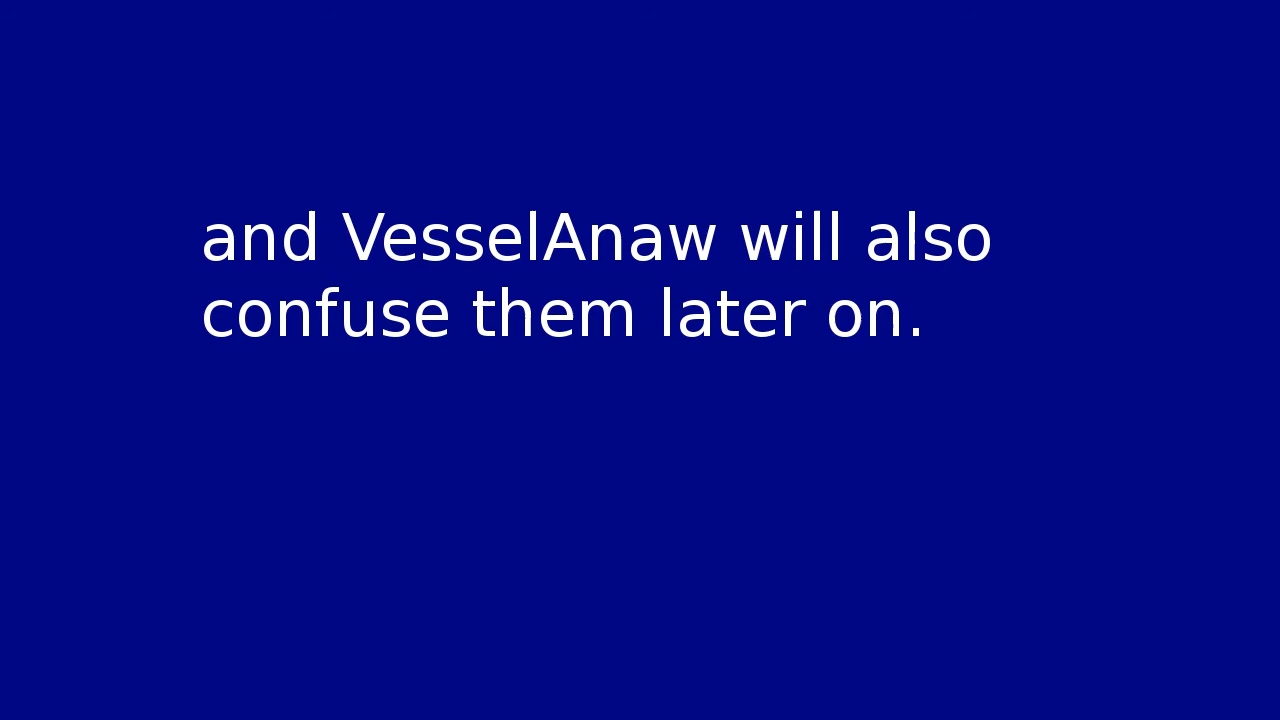 and VesselAnaw will also
confuse them later on.